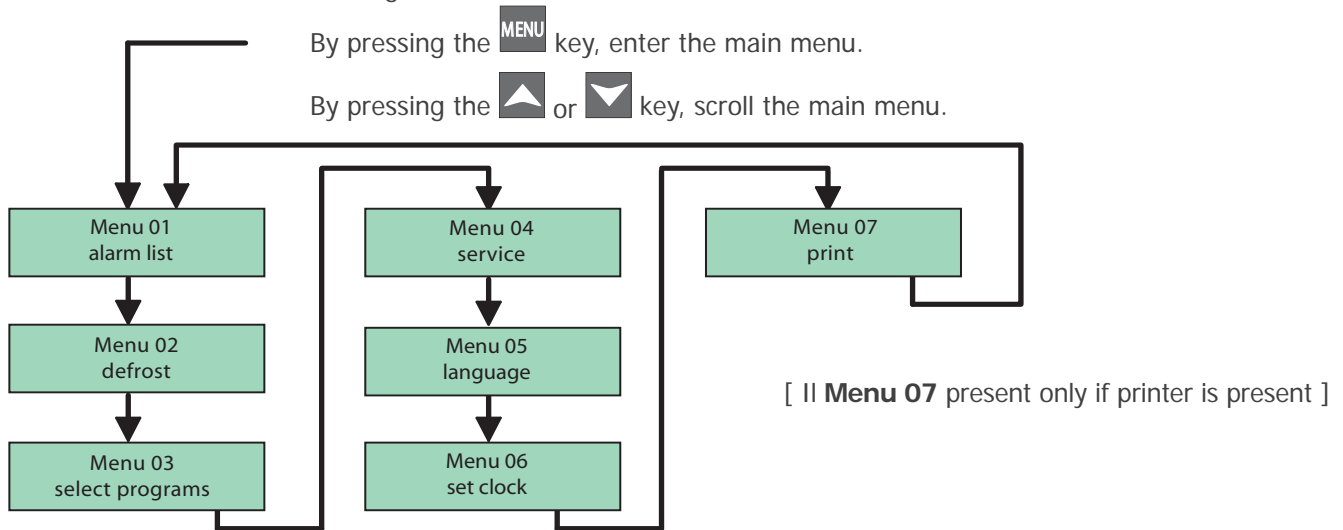 By pressing the MENU key, enter the main menu.
By pressing the or key, scroll the main menu.
Menu 01
alarm list
Menu 02
defrost
Menu 03
select programs
Menu 04
service
Menu 05
language
Menu 06
set clock
Menu 07
print
[ Il Menu 07 present only if printer is present ]